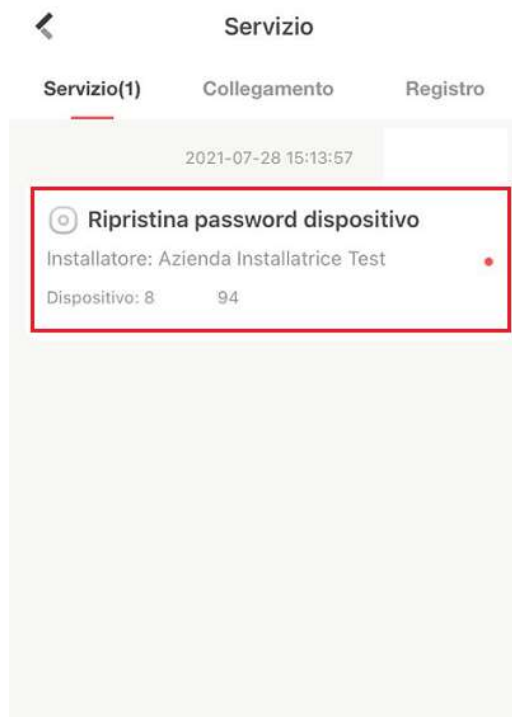 Servizio
Servizio(1) Collegamento Registro
2021-07-28 15:13:57
Ripristina password dispositivo
Installatore: Azienda Installatrice Test
Dispositivo: 8 94